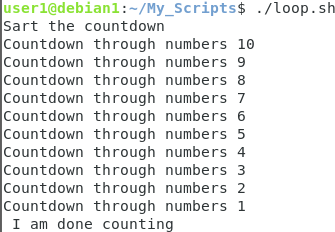 user1@debian1:~/My_Scripts$ ./loop.sh
Sart the countdown
Countdown through numbers 10
Countdown through numbers 9
Countdown through numbers 8
Countdown through numbers 7
Countdown through numbers 6
Countdown through numbers 5
Countdown through numbers 4
Countdown through numbers 3
Countdown through numbers 2
Countdown through numbers 1
 I am done counting